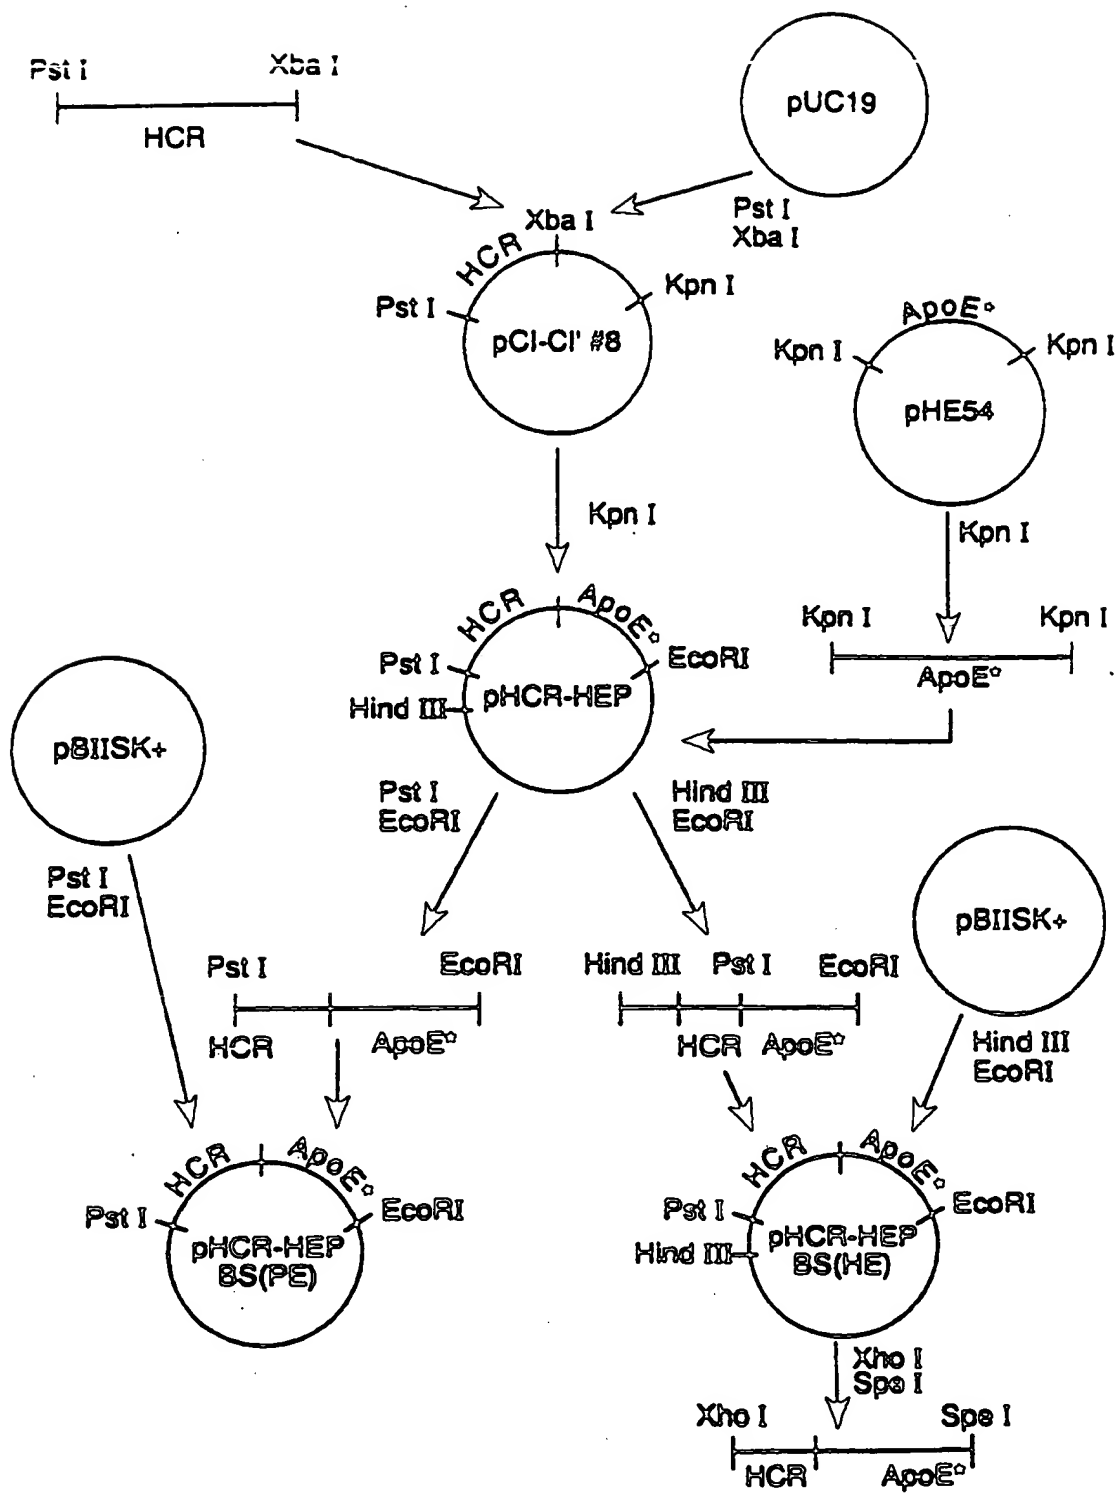 Pst I
Xba I
HCR
pUC19
Pst I
Xba I
Xba I
HCR
Pst I
Kpn I
pCI-CI' #8
ApoE*
Kpn I
Kpn I
pHE54
Kpn I
Kpn I
Kpn I
Kpn I
ApoE*
HCR
ApoE*
Pst I
EcoRI
Hind III
pHCR-HEP
pBIISK+
Pst I
EcoRI
Hind III
EcoRI
Pst I
EcoRI
pBIISK+
Pst I
EcoRI
HCR
ApoE*
Hind III
Pst I
EcoRI
HCR
ApoE*
Hind III
EcoRI
HCR
ApoE*
Pst I
EcoRI
pHCR-HEP
BS(PE)
HCR
ApoE*
Pst I
EcoRI
Hind III
pHCR-HEP
BS(HE)
Xho I
Spe I
Xho I
Spe I
HCR
ApoE*